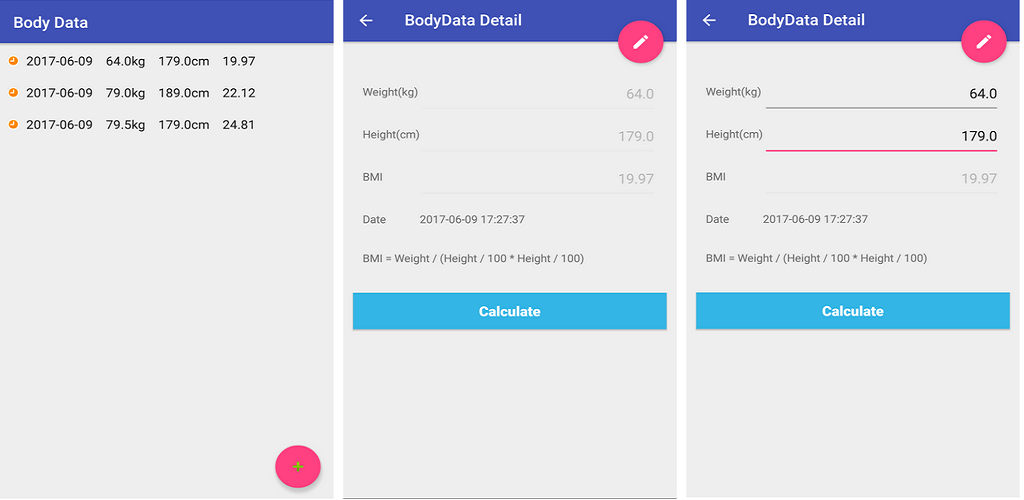 Body Data
2017-06-09 64.0kg 179.0cm 19.97
2017-06-09 79.0kg 189.0cm 22.12
2017-06-09 79.5kg 179.0cm 24.81
BodyData Detail
Weight(kg) 64.0
Height(cm) 179.0
BMI 19.97
Date 2017-06-09 17:27:37
BMI = Weight / (Height / 100 * Height / 100)
Calculate
BodyData Detail
Weight(kg) 64.0
Height(cm) 179.0
BMI 19.97
Date 2017-06-09 17:27:37
BMI = Weight / (Height / 100 * Height / 100)
Calculate